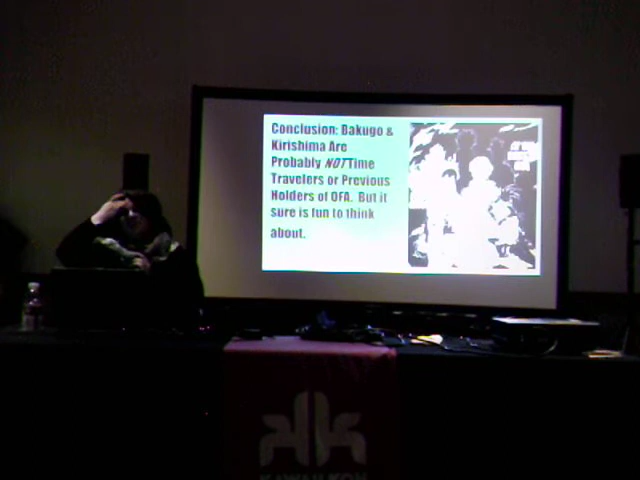 Conclusion: Bakugo &
Kirishima Are
Probably NOT Time
Travelers or Previous
Holders of OFA. But it
sure is fun to think
about.